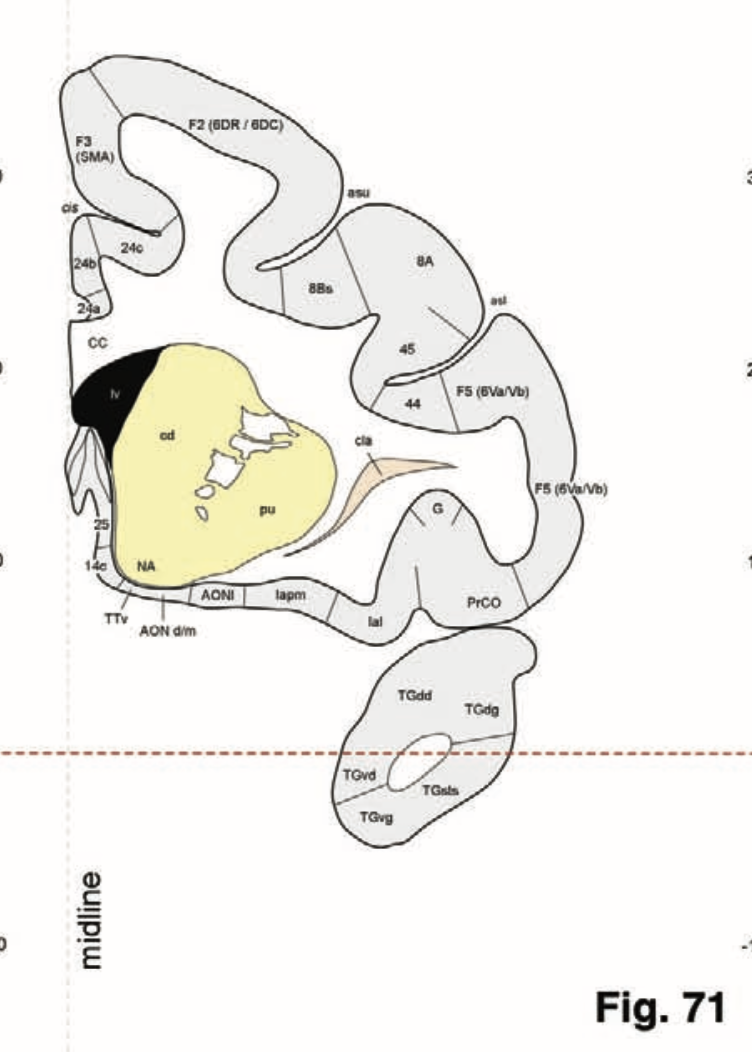 F2 (6DR / 6DC)
F3
(SMA)
asu
cis
24c
8A
24b
8Bs
24a
asl
CC
45
lv
44
F5 (6Va/Vb)
cd
cla
F5 (6Va/Vb)
pu
G
25
14c
NA
AONl
Iapm
PrCO
TTv
Ial
AON d/m
TGdd
TGdg
TGvd
TGsts
TGvg
midline
Fig. 71